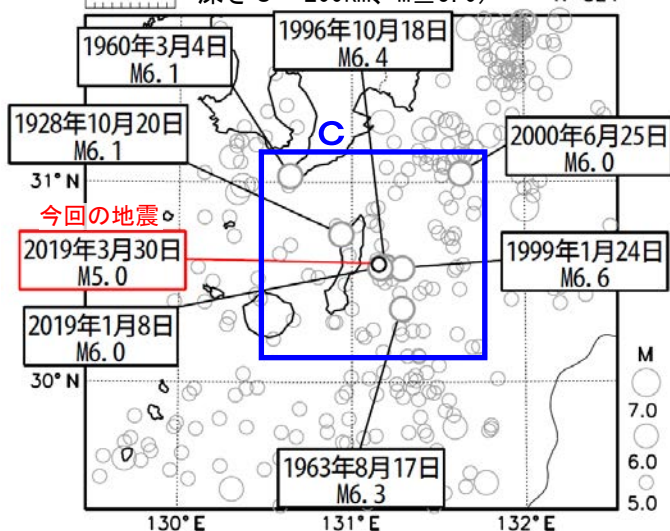 1960年3月4日
M6.1
1996年10月18日
M6.4
1928年10月20日
M6.1
C
2000年6月25日
M6.0
31°N
今回の地震
2019年3月30日
M5.0
1999年1月24日
M6.6
2019年1月8日
M6.0
30°N
M
7.0
6.0
5.0
1963年8月17日
M6.3
130°E
131°E
132°E